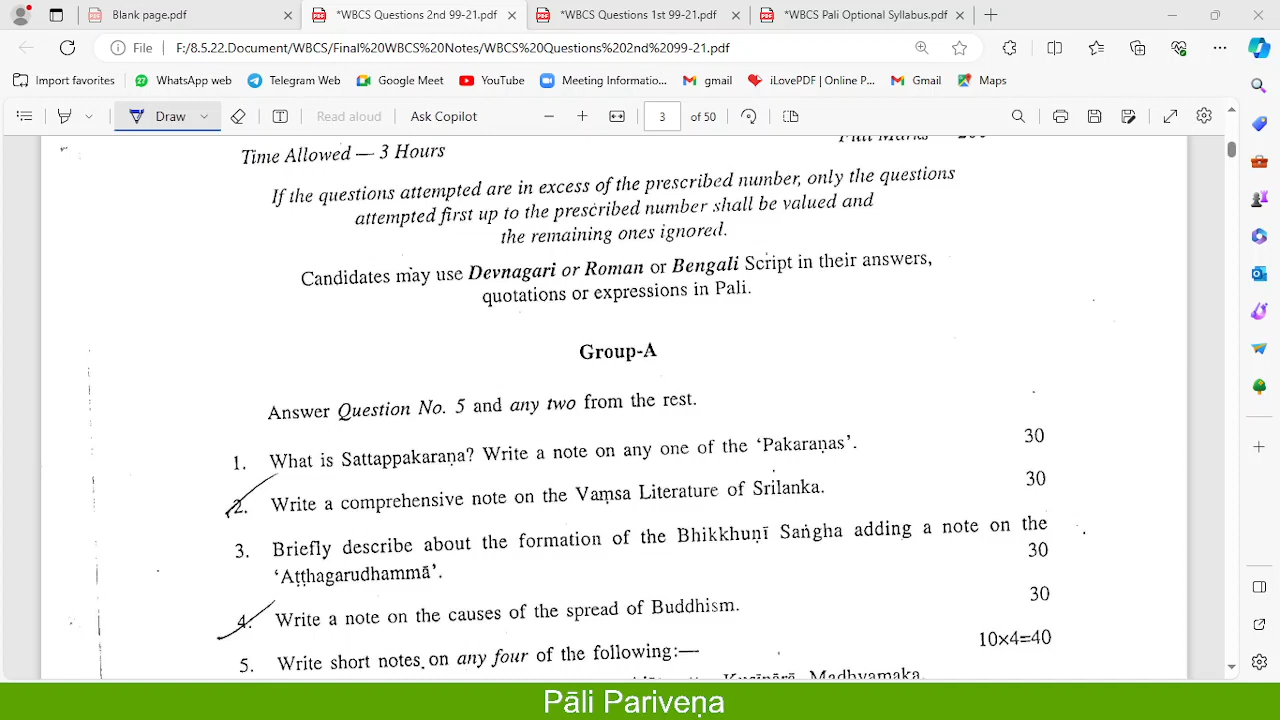 Blank page.pdf
*WBCS Questions 2nd 99-21.pdf
*WBCS Questions 1st 99-21.pdf
*WBCS Pali Optional Syllabus.pdf
File
F:/8.5.22.Document/WBCS/Final%20WBCS%20Notes/WBCS%20Questions%202nd%2099-21.pdf
Import favorites
27
WhatsApp web
Telegram Web
Google Meet
YouTube
Meeting Informatio...
gmail
iLovePDF | Online P...
Gmail
Maps
Draw
Read aloud
Ask Copilot
3
of 50
Time Allowed — 3 Hours
If the questions attempted are in excess of the prescribed number, only the questions
attempted first up to the prescribed number shall be valued and
the remaining ones ignored.
Candidates may use Devnagari or Roman or Bengali Script in their answers,
quotations or expressions in Pali.
Group-A
Answer Question No. 5 and any two from the rest.
1. What is Sattappakaraṇa? Write a note on any one of the ‘Pakaraṇas’. 30
2. Write a comprehensive note on the Vaṃsa Literature of Srilanka. 30
3. Briefly describe about the formation of the Bhikkhuṇī Saṅgha adding a note on the
‘Aṭṭhagarudhammā’. 30
4. Write a note on the causes of the spread of Buddhism. 30
5. Write short notes on any four of the following:— 10×4=40
Kusīnārā, Madhyamaka.
Pāli Pariveṇa